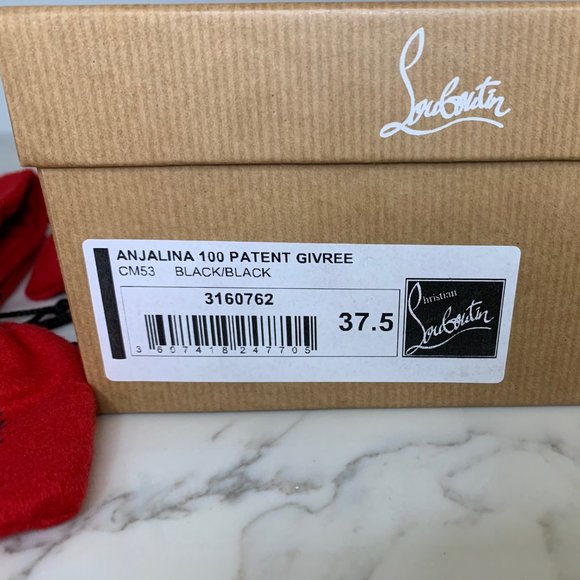 Louboutin
ANJALINA 100 PATENT GIVREE
CM53 BLACK/BLACK
3160762
37.5
3 607418 247705
Christian
Louboutin